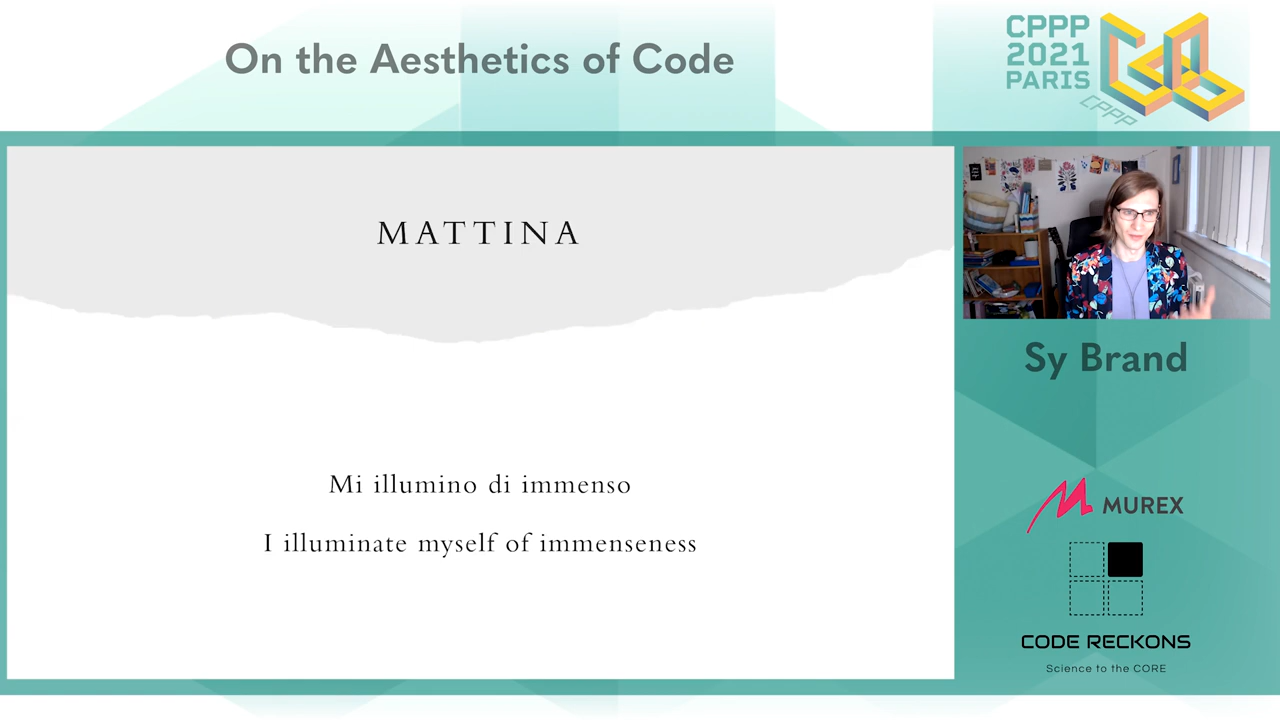 On the Aesthetics of Code
CPPP
2021
PARIS
CPPP
MATTINA
Mi illumino di immenso
I illuminate myself of immenseness
Sy Brand
MUREX
CODE RECKONS
Science to the CORE